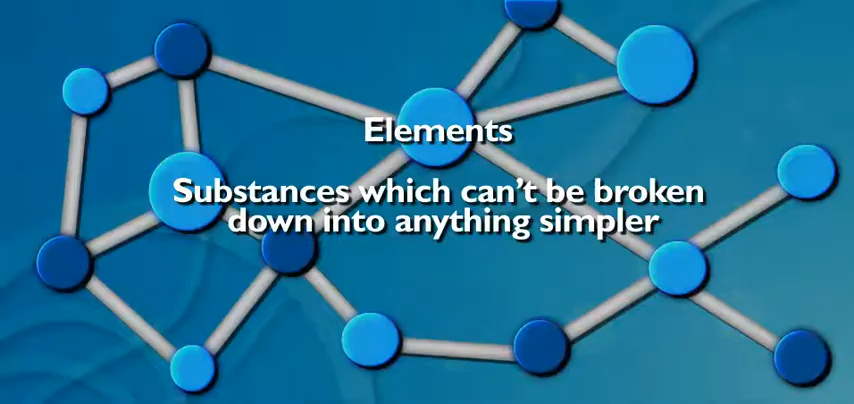 Elements
Substances which can't be broken
down into anything simpler